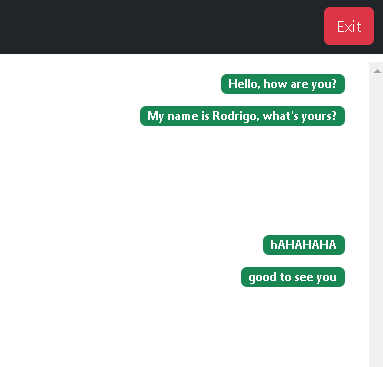 Exit
Hello, how are you?
My name is Rodrigo, what's yours?
hAHAHAHA
good to see you